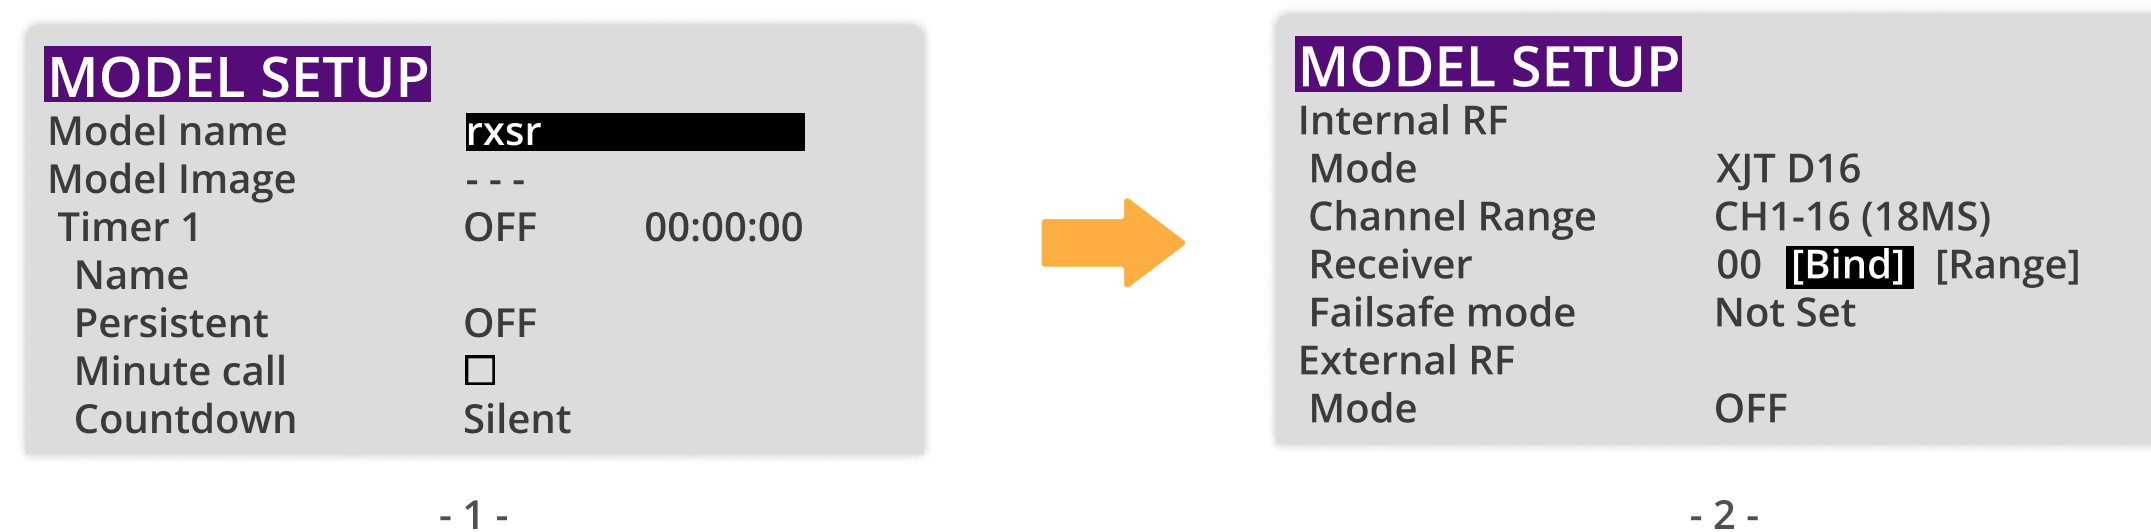 MODEL SETUP
Model name rxsr
Model Image - - -
Timer 1 OFF 00:00:00
Name
Persistent OFF
Minute call
Countdown Silent
- 1 -
MODEL SETUP
Internal RF
Mode XJT D16
Channel Range CH1-16 (18MS)
Receiver 00 [Bind] [Range]
Failsafe mode Not Set
External RF
Mode OFF
- 2 -